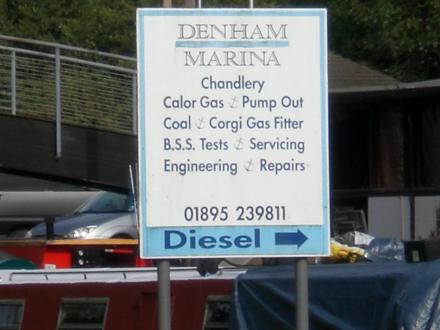 DENHAM
MARINA
Chandlery
Calor Gas ⚓ Pump Out
Coal ⚓ Corgi Gas Fitter
B.S.S. Tests ⚓ Servicing
Engineering ⚓ Repairs
01895 239811
Diesel →